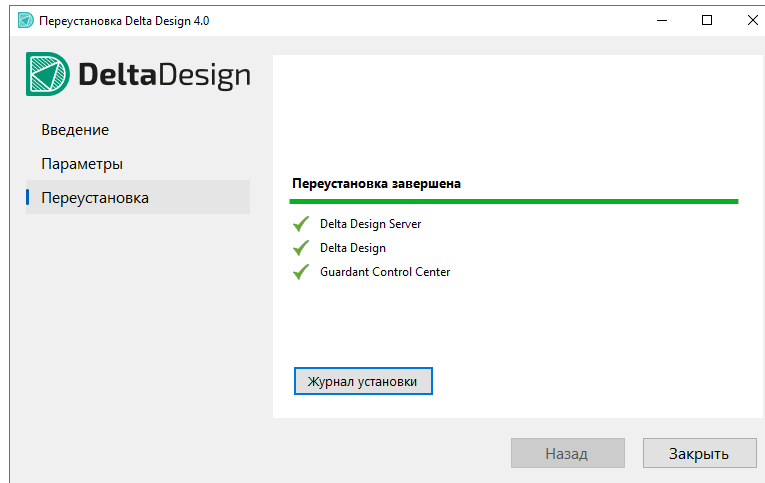 Переустановка Delta Design 4.0
DeltaDesign
Введение
Параметры
Переустановка
Переустановка завершена
Delta Design Server
Delta Design
Guardant Control Center
Журнал установки
Назад
Закрыть